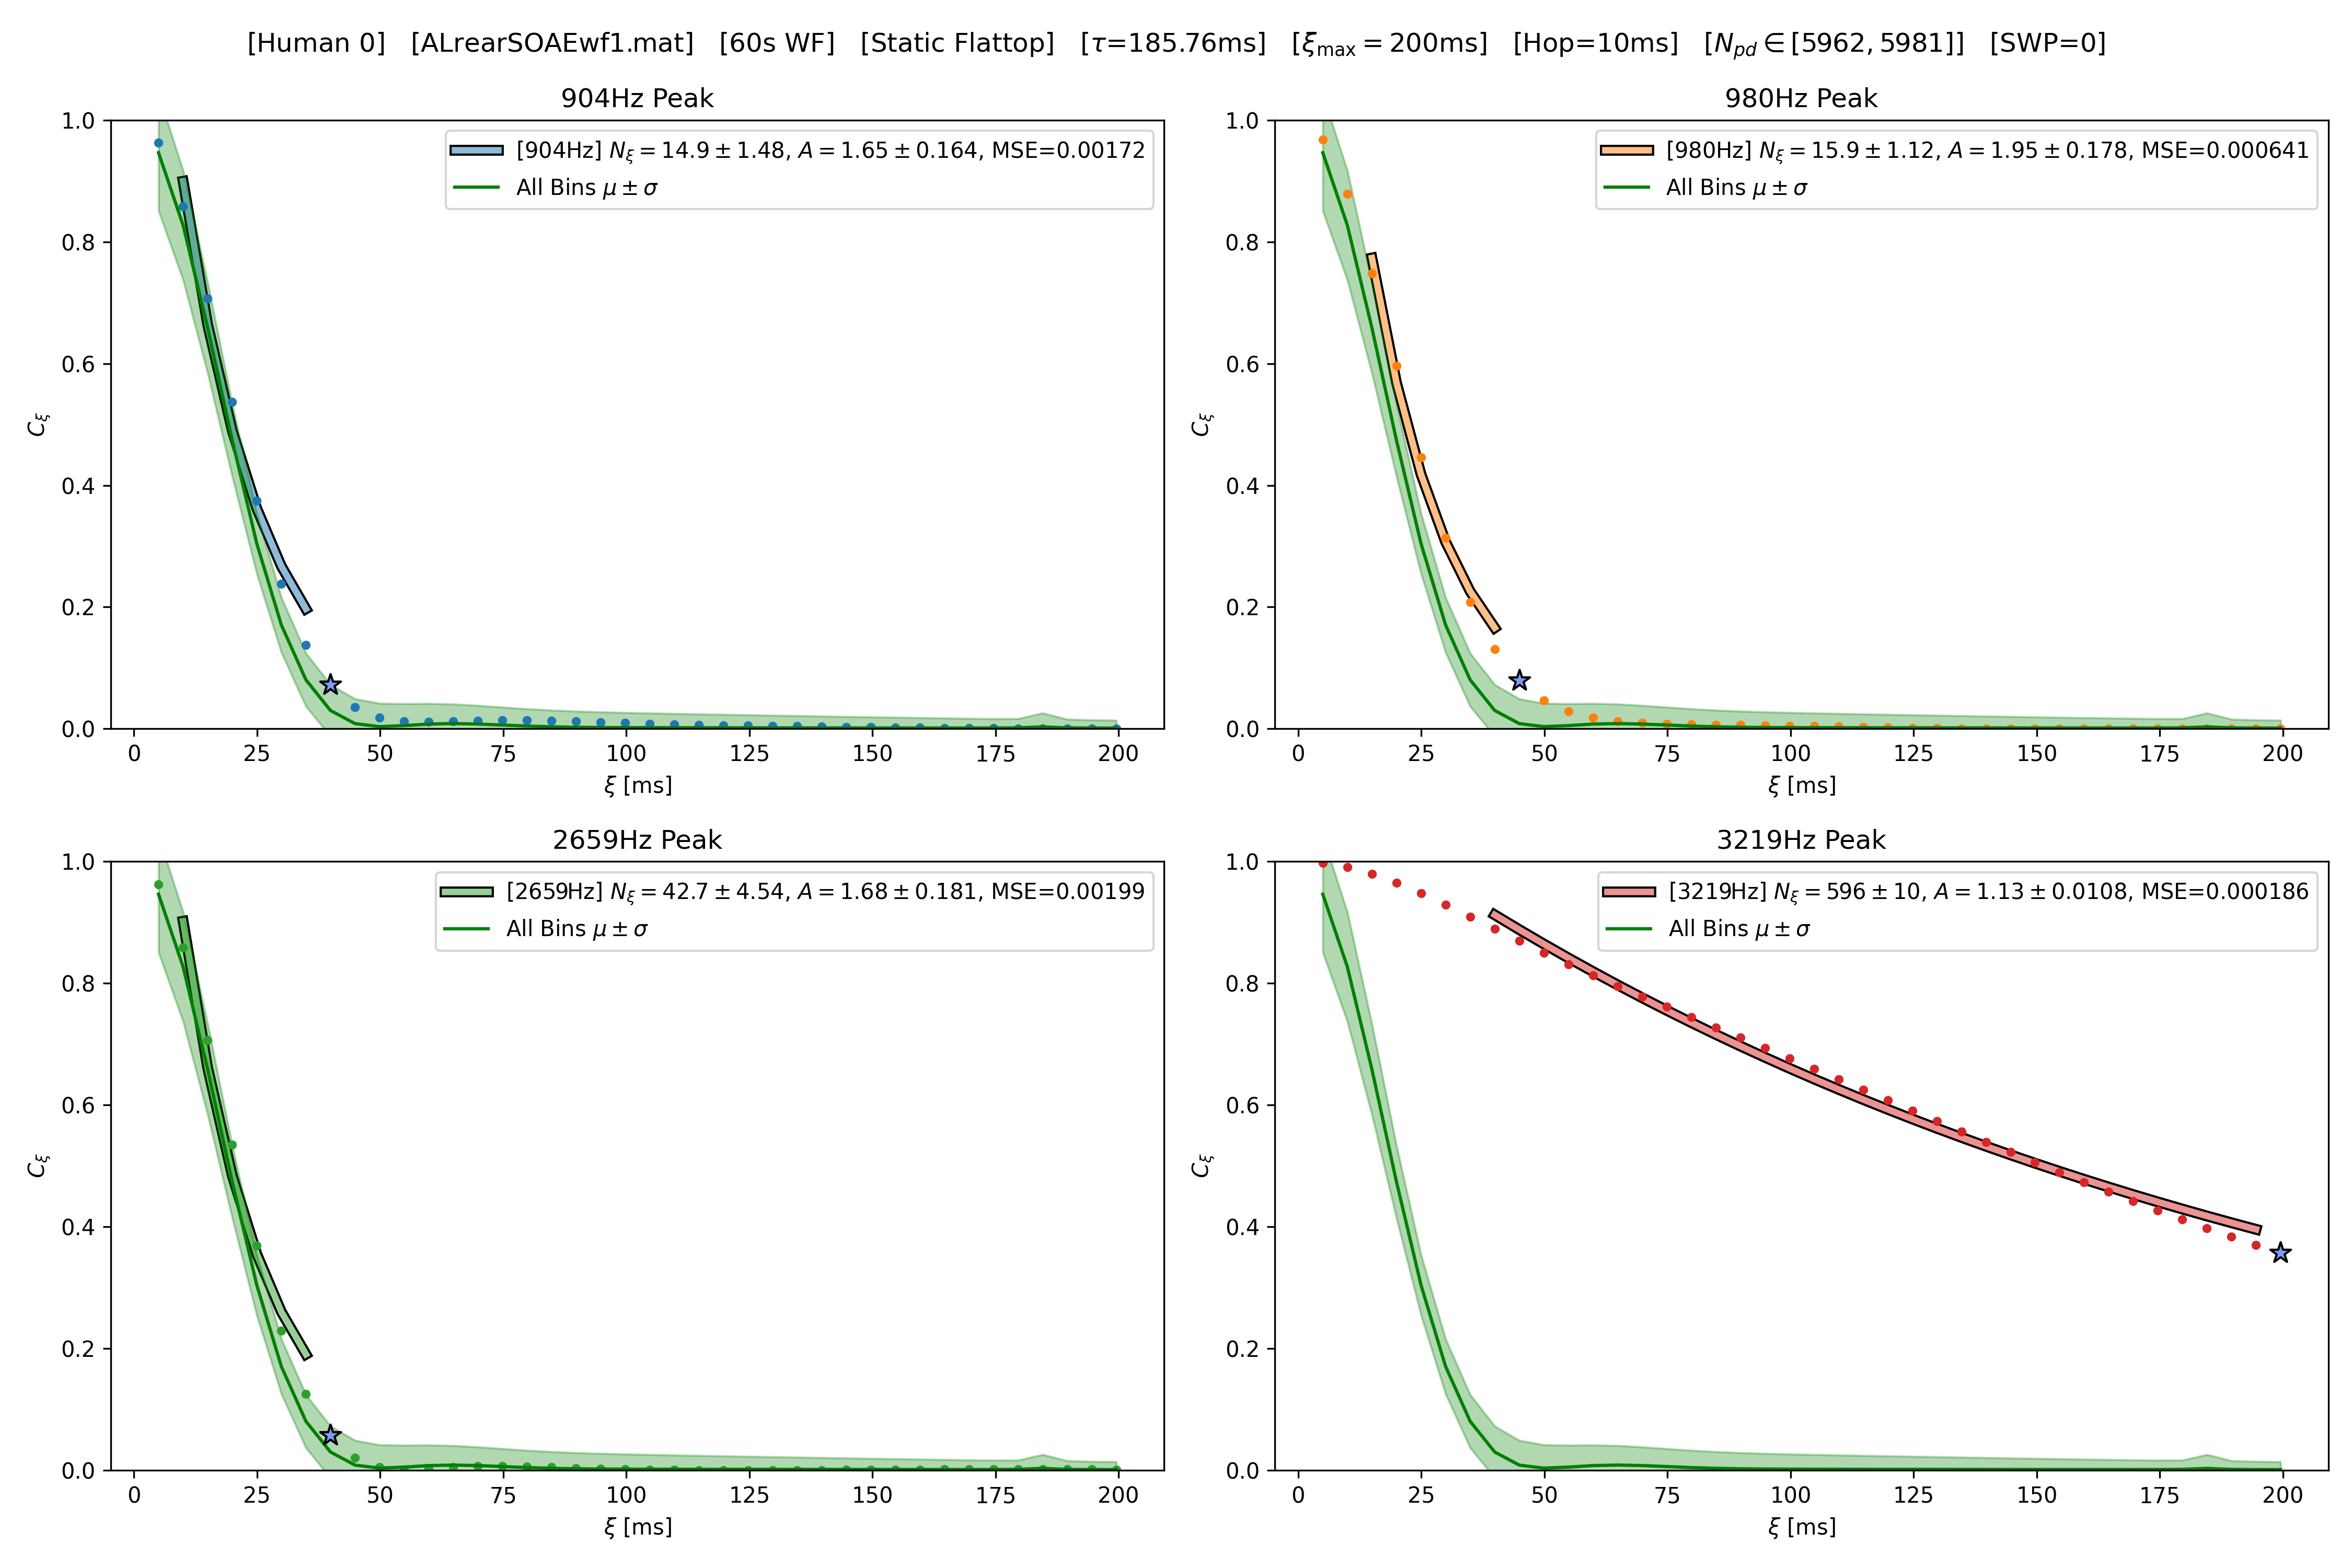 [Human 0] [ALrearSOAEwf1.mat] [60s WF] [Static Flattop] [τ=185.76ms] [ξmax = 200ms] [Hop=10ms] [Npd ∈ [5962, 5981]] [SWP=0]
904Hz Peak
[904Hz] Nξ = 14.9 ± 1.48, A = 1.65 ± 0.164, MSE=0.00172
All Bins μ ± σ
1.0
0.8
0.6
0.4
0.2
0.0
Cξ
0 25 50 75 100 125 150 175 200
ξ [ms]
980Hz Peak
[980Hz] Nξ = 15.9 ± 1.12, A = 1.95 ± 0.178, MSE=0.000641
All Bins μ ± σ
1.0
0.8
0.6
0.4
0.2
0.0
Cξ
0 25 50 75 100 125 150 175 200
ξ [ms]
2659Hz Peak
[2659Hz] Nξ = 42.7 ± 4.54, A = 1.68 ± 0.181, MSE=0.00199
All Bins μ ± σ
1.0
0.8
0.6
0.4
0.2
0.0
Cξ
0 25 50 75 100 125 150 175 200
ξ [ms]
3219Hz Peak
[3219Hz] Nξ = 596 ± 10, A = 1.13 ± 0.0108, MSE=0.000186
All Bins μ ± σ
1.0
0.8
0.6
0.4
0.2
0.0
Cξ
0 25 50 75 100 125 150 175 200
ξ [ms]